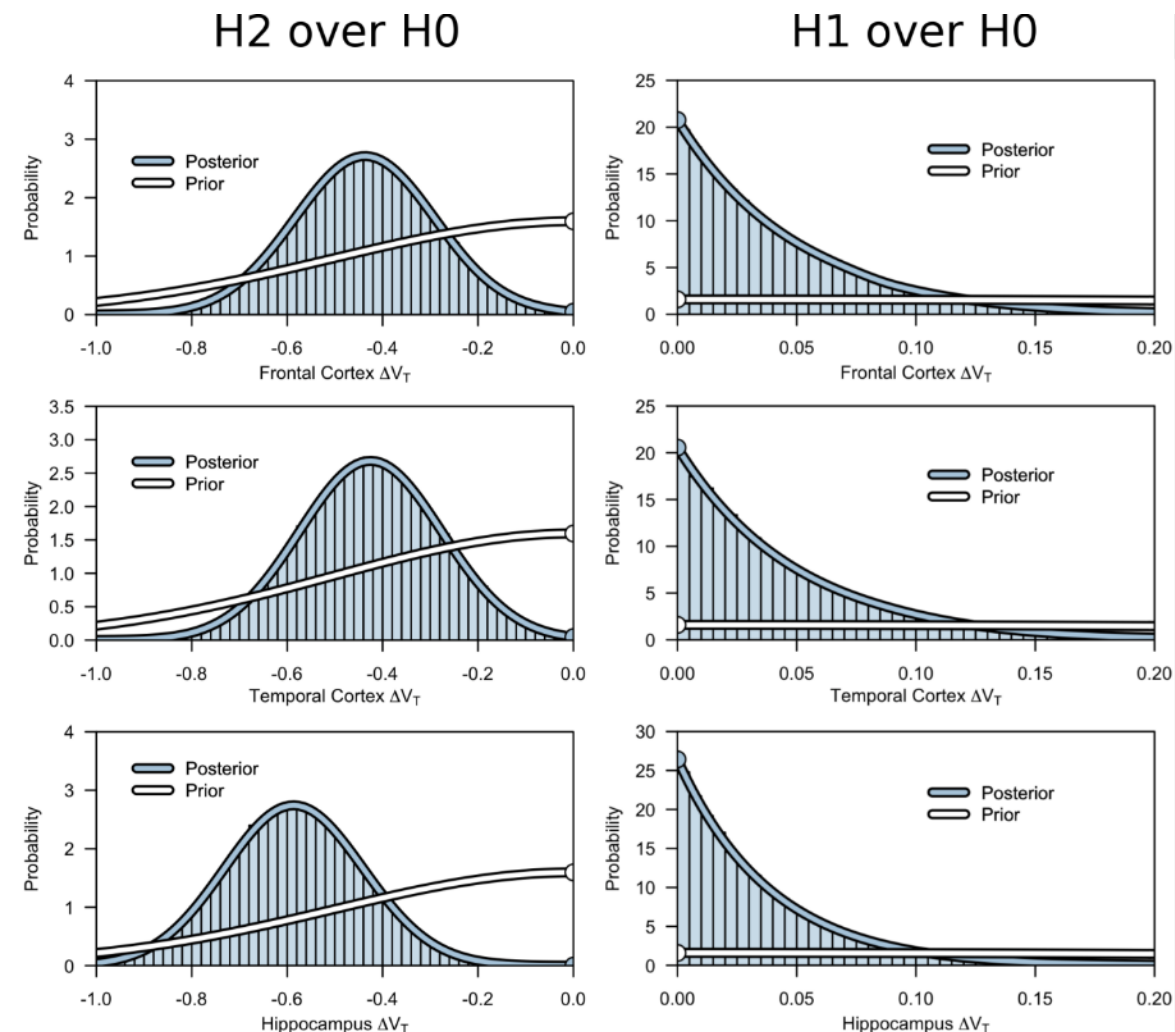 H2 over H0
H1 over H0
4
3
2
1
0
Probability
Posterior
Prior
-1.0 -0.8 -0.6 -0.4 -0.2 0.0
Frontal Cortex ΔVT
25
20
15
10
5
0
Probability
Posterior
Prior
0.00 0.05 0.10 0.15 0.20
Frontal Cortex ΔVT
3.5
3.0
2.5
2.0
1.5
1.0
0.5
0.0
Probability
Posterior
Prior
-1.0 -0.8 -0.6 -0.4 -0.2 0.0
Temporal Cortex ΔVT
25
20
15
10
5
0
Probability
Posterior
Prior
0.00 0.05 0.10 0.15 0.20
Temporal Cortex ΔVT
4
3
2
1
0
Probability
Posterior
Prior
-1.0 -0.8 -0.6 -0.4 -0.2 0.0
Hippocampus ΔVT
30
25
20
15
10
5
0
Probability
Posterior
Prior
0.00 0.05 0.10 0.15 0.20
Hippocampus ΔVT